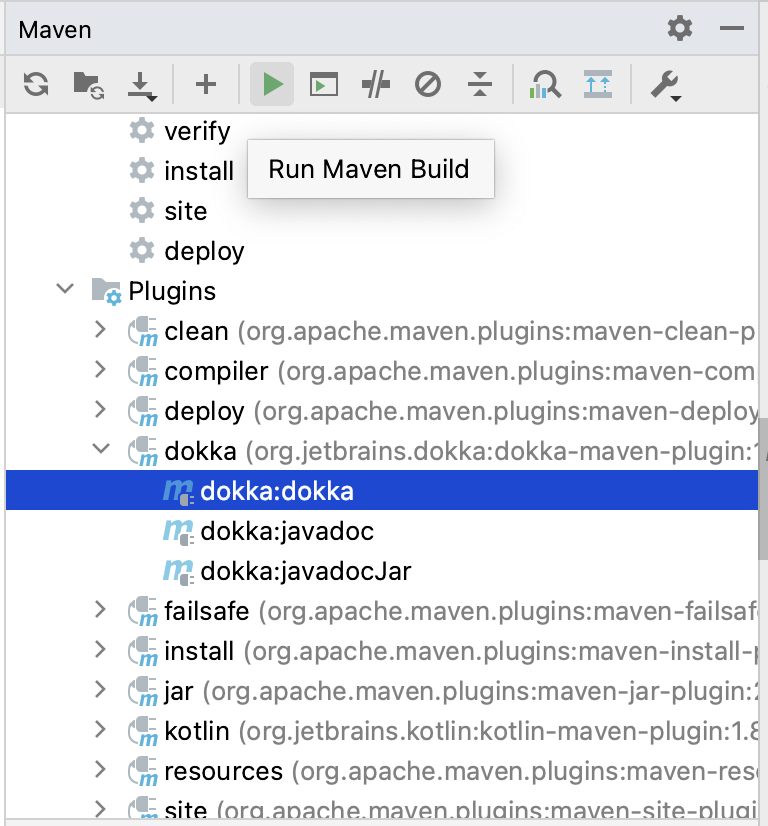 Maven
verify
Run Maven Build
install
site
deploy
Plugins
clean (org.apache.maven.plugins:maven-clean-p
compiler (org.apache.maven.plugins:maven-com
deploy (org.apache.maven.plugins:maven-deploy
dokka (org.jetbrains.dokka:dokka-maven-plugin:1
dokka:dokka
dokka:javadoc
dokka:javadocJar
failsafe (org.apache.maven.plugins:maven-failsaf
install (org.apache.maven.plugins:maven-install-p
jar (org.apache.maven.plugins:maven-jar-plugin:2
kotlin (org.jetbrains.kotlin:kotlin-maven-plugin:1.8
resources (org.apache.maven.plugins:maven-res
site (org.apache.maven.plugins:maven-site-plugi